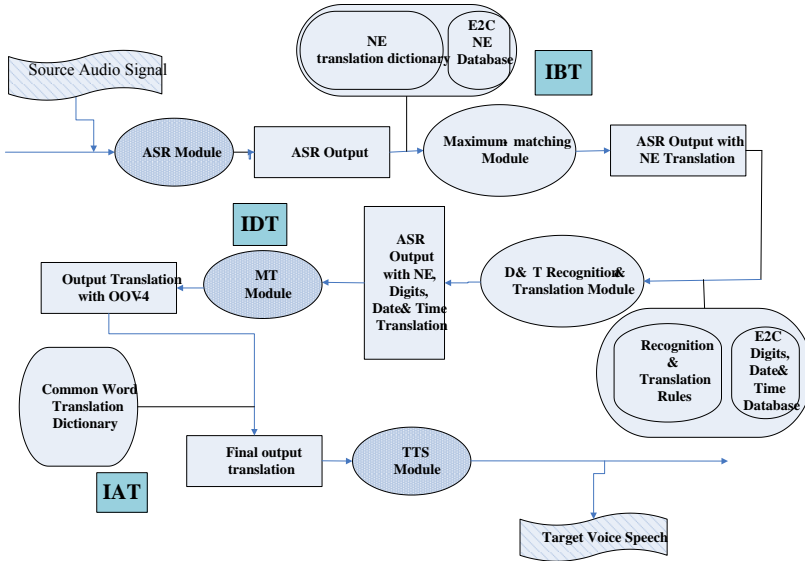 Source Audio Signal
NE
translation dictionary
E2C
NE
Database
IBT
ASR Module
ASR Output
Maximum matching
Module
ASR Output with
NE Translation
IDT
Output Translation
with OOV-4
MT
Module
ASR
Output
with NE,
Digits,
Date& Time
Translation
D& T Recognition&
Translation Module
Recognition
&
Translation
Rules
E2C
Digits,
Date&
Time
Database
Common Word
Translation
Dictionary
IAT
Final output
translation
TTS
Module
Target Voice Speech